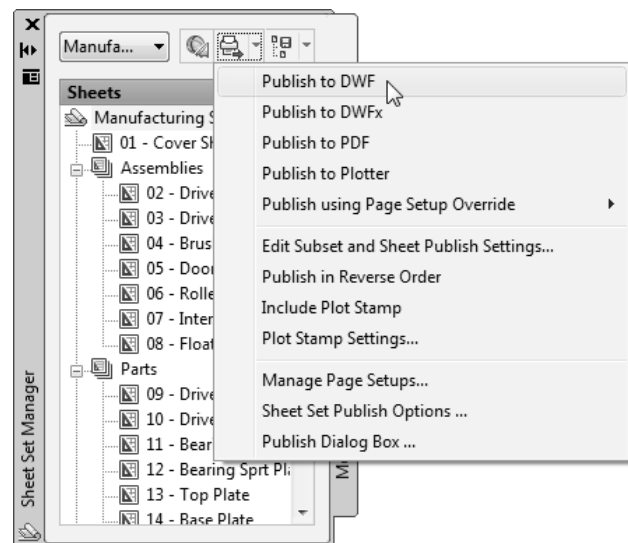 Manufa...
Sheets
Manufacturing S
01 - Cover Sh
Assemblies
02 - Drive
03 - Drive
04 - Brus
05 - Door
06 - Rolle
07 - Inter
08 - Float
Parts
09 - Drive
10 - Drive
11 - Bear
12 - Bearing Sprt Pl
13 - Top Plate
14 - Base Plate
Sheet Set Manager
Publish to DWF
Publish to DWFx
Publish to PDF
Publish to Plotter
Publish using Page Setup Override
Edit Subset and Sheet Publish Settings...
Publish in Reverse Order
Include Plot Stamp
Plot Stamp Settings...
Manage Page Setups...
Sheet Set Publish Options ...
Publish Dialog Box ...